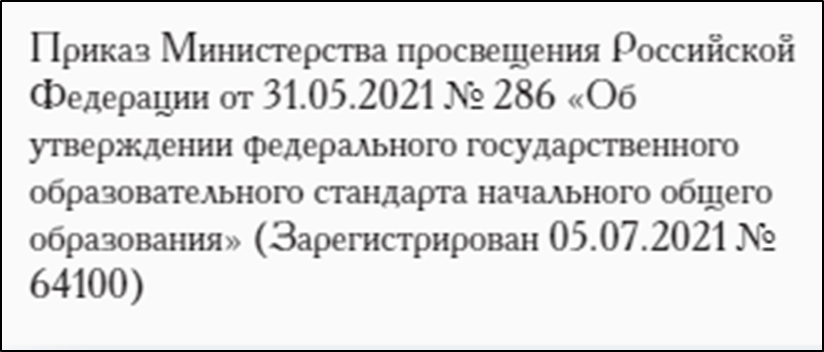 Приказ Министерства просвещения Российской
Федерации от 31.05.2021 № 286 «Об
утверждении федерального государственного
образовательного стандарта начального общего
образования» (Зарегистрирован 05.07.2021 №
64100)